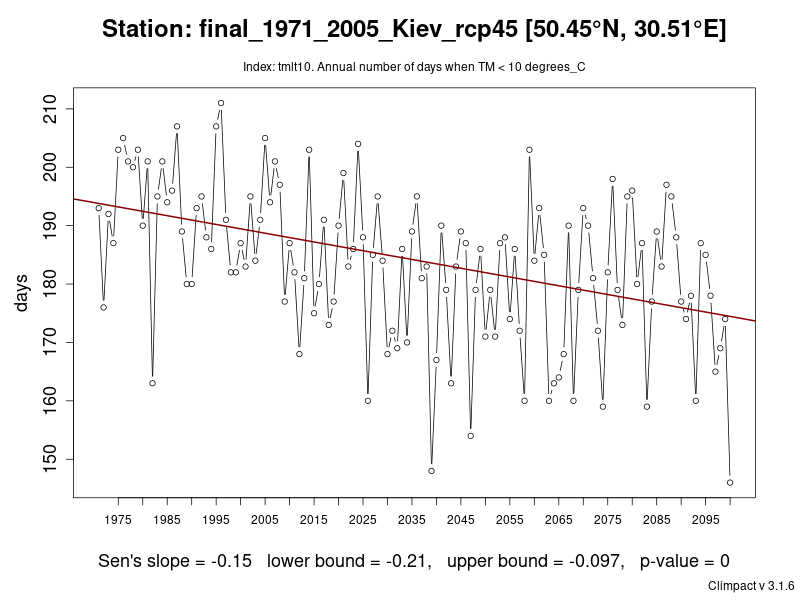 Station: final_1971_2005_Kiev_rcp45 [50.45°N, 30.51°E]
Index: tmlt10. Annual number of days when TM < 10 degrees_C
210
200
190
180
170
160
150
days
1975 1985 1995 2005 2015 2025 2035 2045 2055 2065 2075 2085 2095
Sen's slope = -0.15 lower bound = -0.21, upper bound = -0.097, p-value = 0
Climpact v 3.1.6